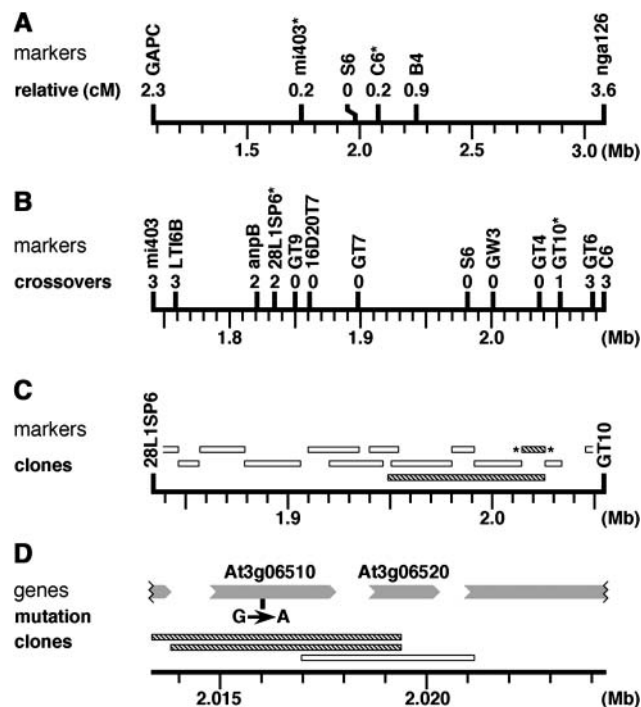 A
markers
GAPC mi403* S6 C6* B4 nga126
relative (cM)
2.3 0.2 0 0.2 0.9 3.6
1.5 2.0 2.5 3.0 (Mb)
B
markers
mi403 LTI6B anpB 28L1SP6* GT9 16D20T7 GT7 S6 GW3 GT4 GT10* GT6 C6
crossovers
3 3 2 2 0 0 0 0 0 0 1 3 3
1.8 1.9 2.0 (Mb)
C
markers
28L1SP6 GT10
* *
clones
1.9 2.0 (Mb)
D
At3g06510 At3g06520
genes
mutation
G A
clones
2.015 2.020 (Mb)